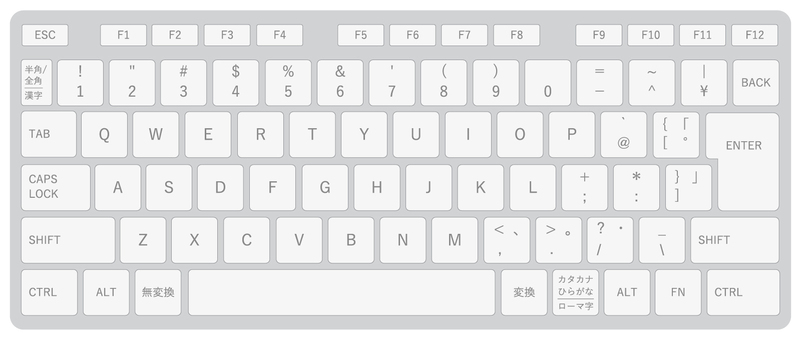 ESC F1 F2 F3 F4 F5 F6 F7 F8 F9 F10 F11 F12
半角/ ! " # $ % & ' ( ) = ~ |
全角
漢字 1 2 3 4 5 6 7 8 9 0 - ^ ¥ BACK
TAB Q W E R T Y U I O P ` @ { 「 [ ° ENTER
CAPS A S D F G H J K L + ; * : } 」 ]
LOCK
SHIFT Z X C V B N M < 、 , > 。 . ? ・ / _ \ SHIFT
CTRL ALT 無変換 変換 カタカナ ALT FN CTRL
ひらがな
ローマ字